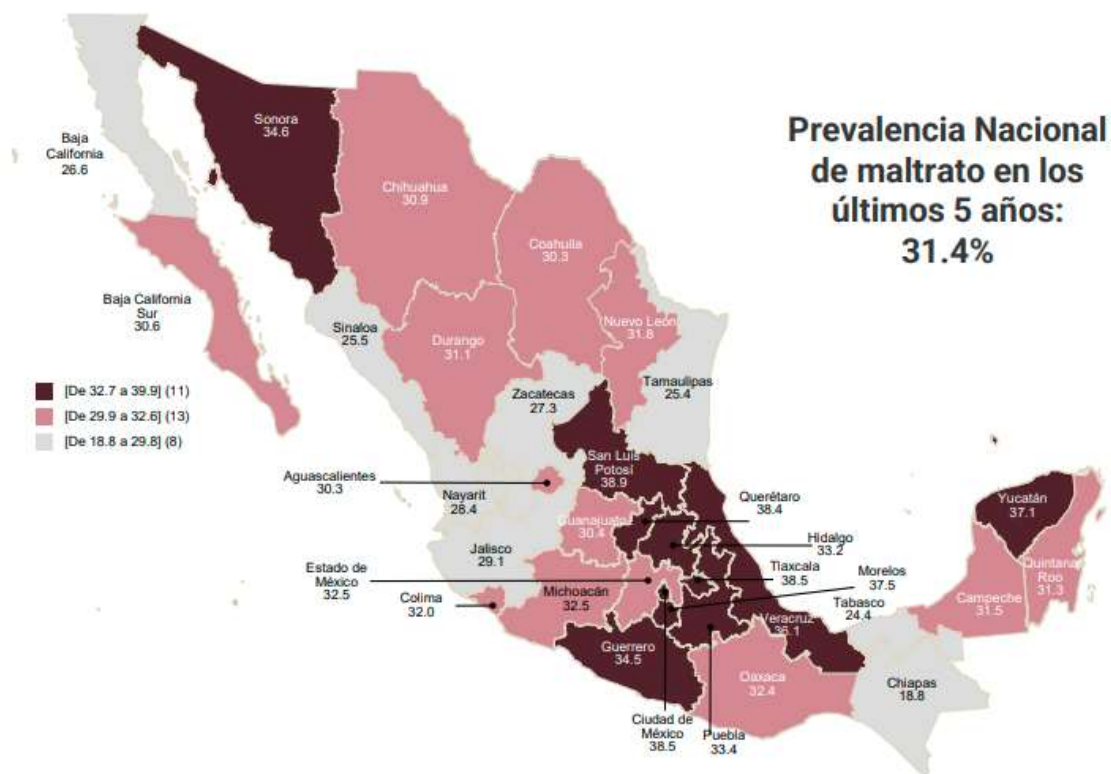 Prevalencia Nacional
de maltrato en los
últimos 5 años:
31.4%
Sonora
34.6
Baja
California
26.6
Chihuahua
30.9
Coahuila
30.3
Baja California
Sur
30.6
Sinaloa
25.5
Durango
31.1
Nuevo León
31.8
Tamaulipas
25.4
Zacatecas
27.3
[De 32.7 a 39.9] (11)
[De 29.9 a 32.6] (13)
[De 18.8 a 29.8] (8)
San Luis
Potosí
38.9
Aguascalientes
30.3
Nayarit
28.4
Querétaro
38.4
Yucatán
37.1
Guanajuato
30.4
Hidalgo
33.2
Jalisco
29.1
Tlaxcala
38.5
Morelos
37.5
Quintana
Roo
31.3
Estado de
México
32.5
Colima
32.0
Michoacán
32.5
Tabasco
24.4
Campeche
31.5
Veracruz
36.1
Guerrero
34.5
Oaxaca
32.4
Chiapas
18.8
Ciudad de
México
38.5
Puebla
33.4